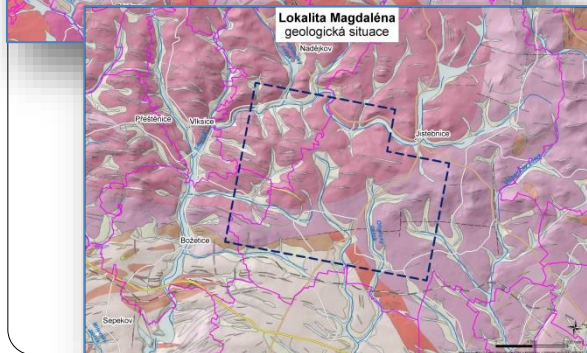 Lokalita Magdaléna
geologická situace
Nadějkov
Přeštěnice
Vlksice
Jistebnice
Božetice
Sepekov